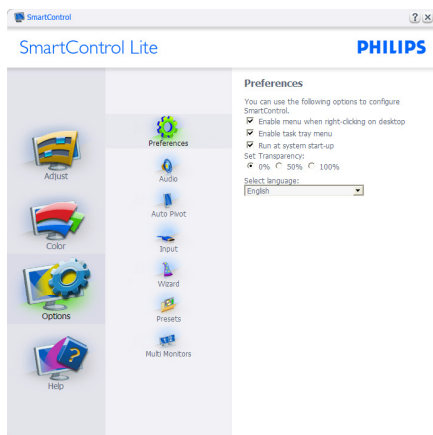 SmartControl
SmartControl Lite
PHILIPS
Adjust
Color
Options
Help
Preferences
Audio
Auto Pivot
Input
Wizard
Presets
Multi Monitors
Preferences
You can use the following options to configure
SmartControl.
Enable menu when right-clicking on desktop
Enable task tray menu
Run at system start-up
Set Transparency:
0% 50% 100%
Select language:
English